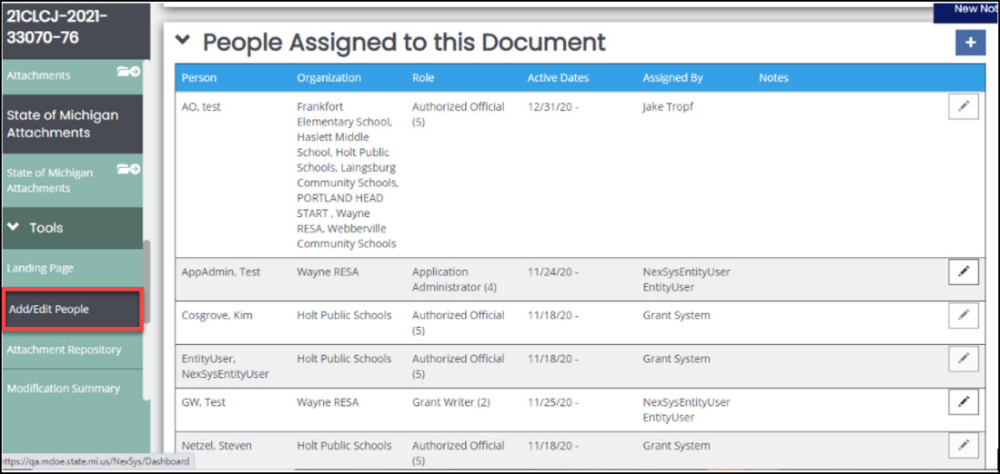 21CLCJ-2021-
33070-76
Attachments
State of Michigan
Attachments
State of Michigan
Attachments
Tools
Landing Page
Add/Edit People
Attachment Repository
Modification Summary
https://qa.mdoe.state.mi.us/NexSys/Dashboard
New Not
People Assigned to this Document
+
Person Organization Role Active Dates Assigned By Notes
AO, test Frankfort Authorized Official 12/31/20 - Jake Tropf
Elementary School, (5)
Haslett Middle
School, Holt Public
Schools, Laingsburg
Community Schools,
PORTLAND HEAD
START , Wayne
RESA, Webberville
Community Schools
AppAdmin, Test Wayne RESA Application 11/24/20 - NexSysEntityUser
Administrator (4) EntityUser
Cosgrove, Kim Holt Public Schools Authorized Official 11/18/20 - Grant System
(5)
EntityUser, Holt Public Schools Authorized Official 11/18/20 - Grant System
NexSysEntityUser (5)
GW, Test Wayne RESA Grant Writer (2) 11/25/20 - NexSysEntityUser
EntityUser
Netzel, Steven Holt Public Schools Authorized Official 11/18/20 - Grant System
(5)